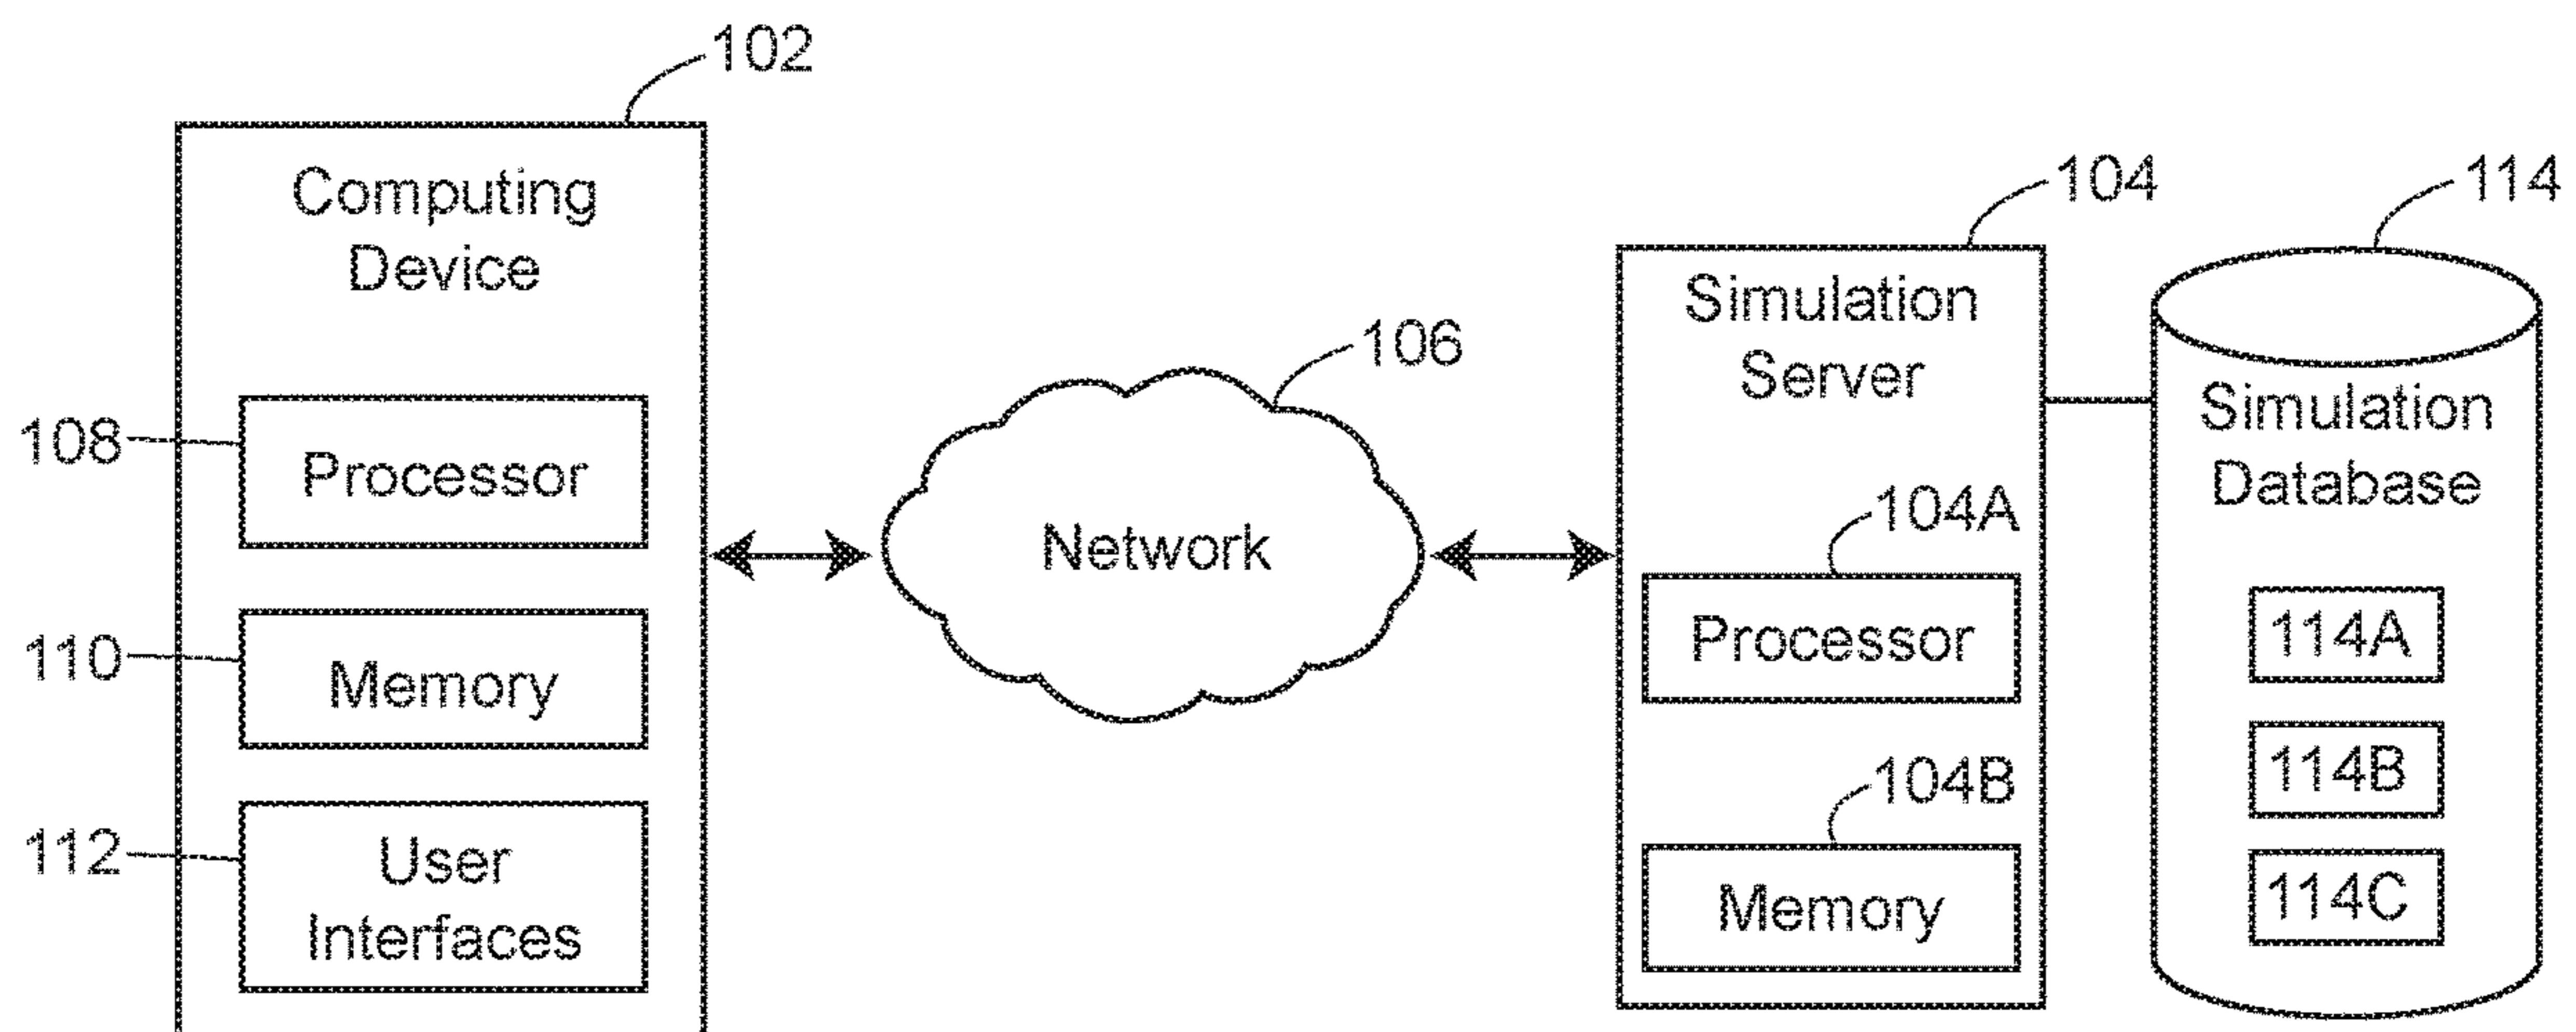 102
Computing
Device
108
Processor
110
Memory
112
User
Interfaces
106
Network
104
Simulation
Server
104A
Processor
104B
Memory
114
Simulation
Database
114A
114B
114C